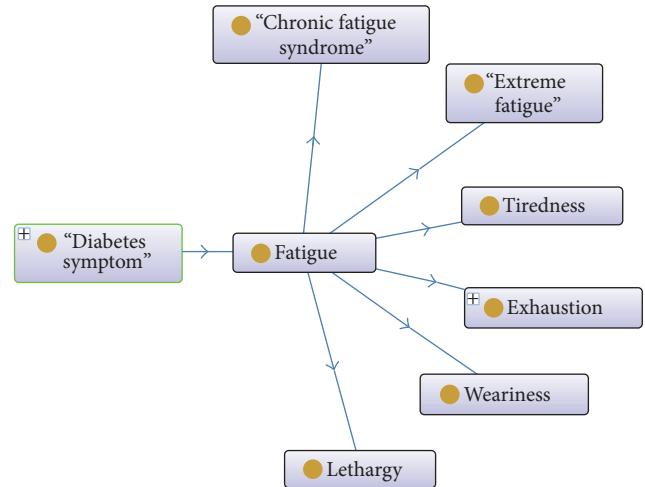 “Chronic fatigue
syndrome”
“Extreme
fatigue”
Tiredness
“Diabetes
symptom”
Fatigue
Exhaustion
Weariness
Lethargy